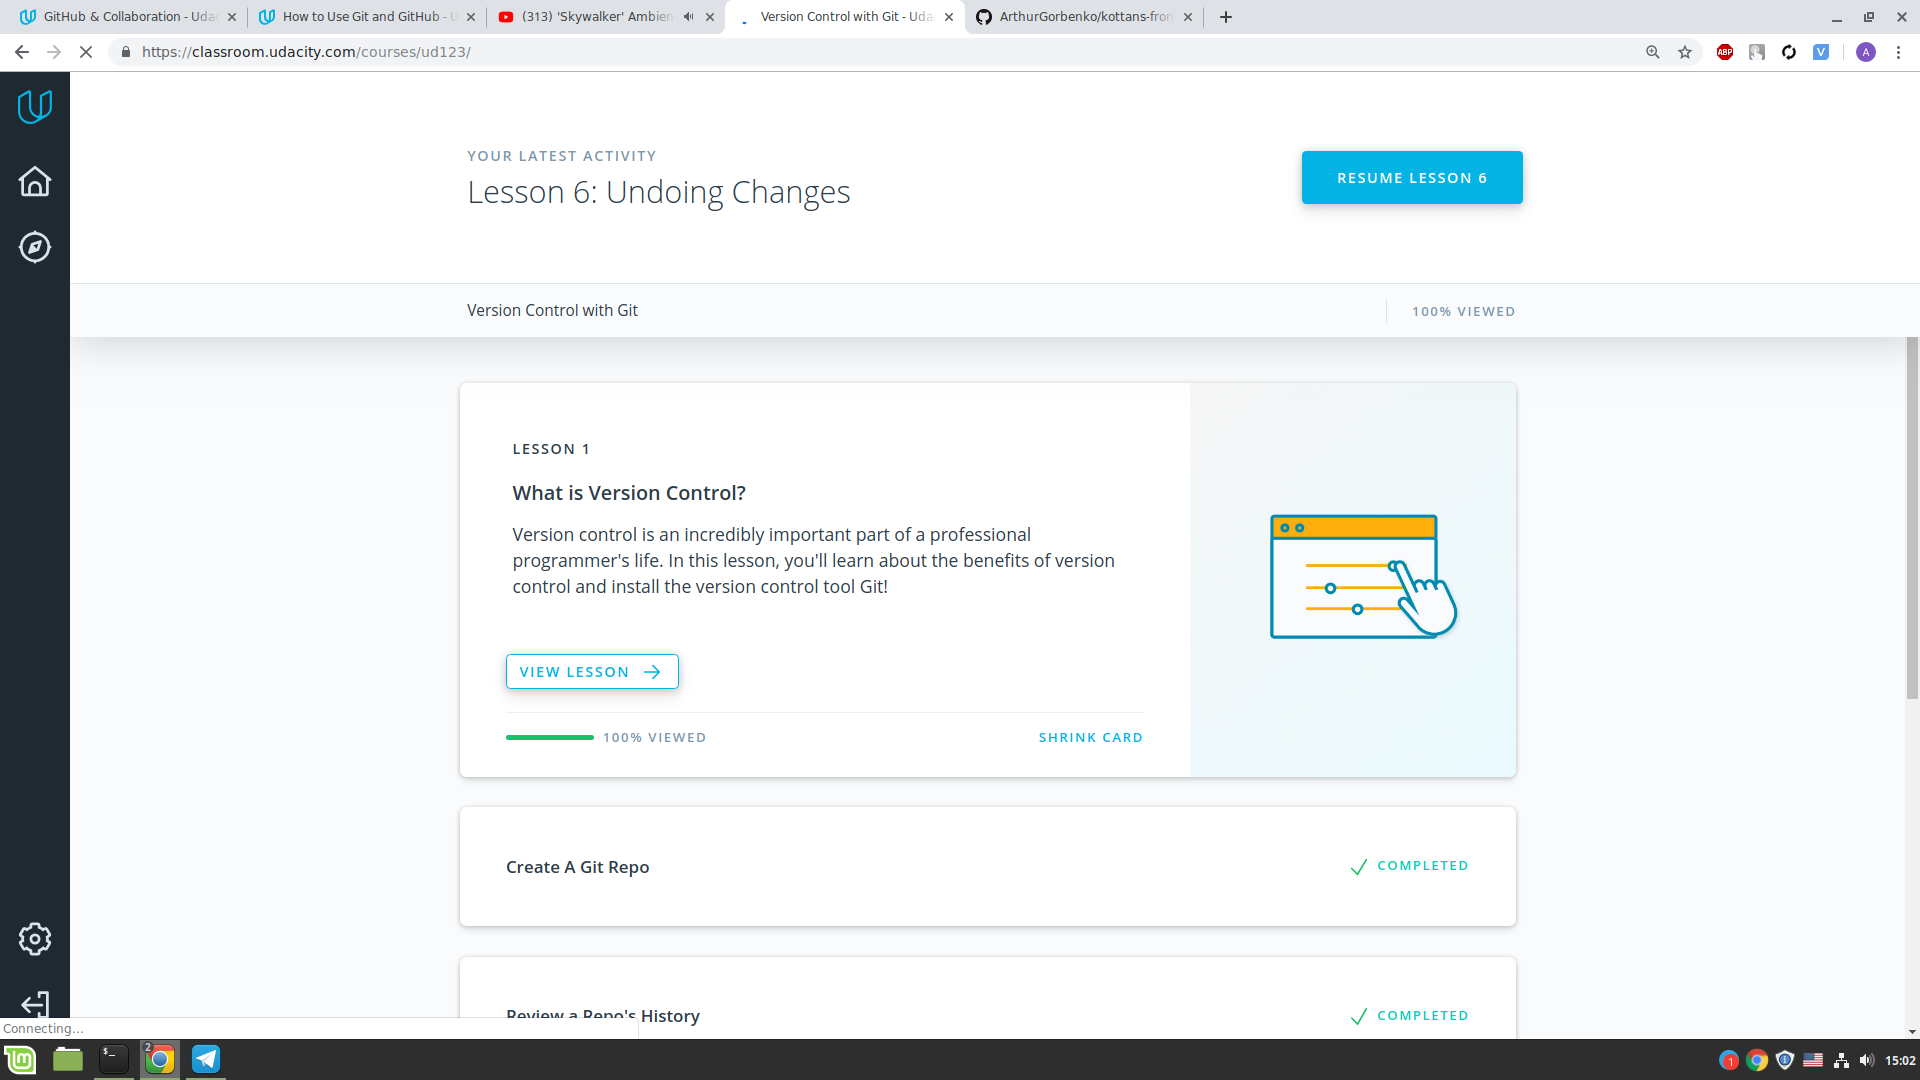 GitHub & Collaboration - Uda
How to Use Git and GitHub - U
(313) 'Skywalker' Ambien
Version Control with Git - Uda
ArthurGorbenko/kottans-fron
https://classroom.udacity.com/courses/ud123/
ABP
V
A
YOUR LATEST ACTIVITY
Lesson 6: Undoing Changes
RESUME LESSON 6
Version Control with Git
100% VIEWED
LESSON 1
What is Version Control?
Version control is an incredibly important part of a professional
programmer's life. In this lesson, you'll learn about the benefits of version
control and install the version control tool Git!
VIEW LESSON
100% VIEWED
SHRINK CARD
Create A Git Repo
COMPLETED
Review a Repo's History
COMPLETED
Connecting...
$_
2
1
15:02